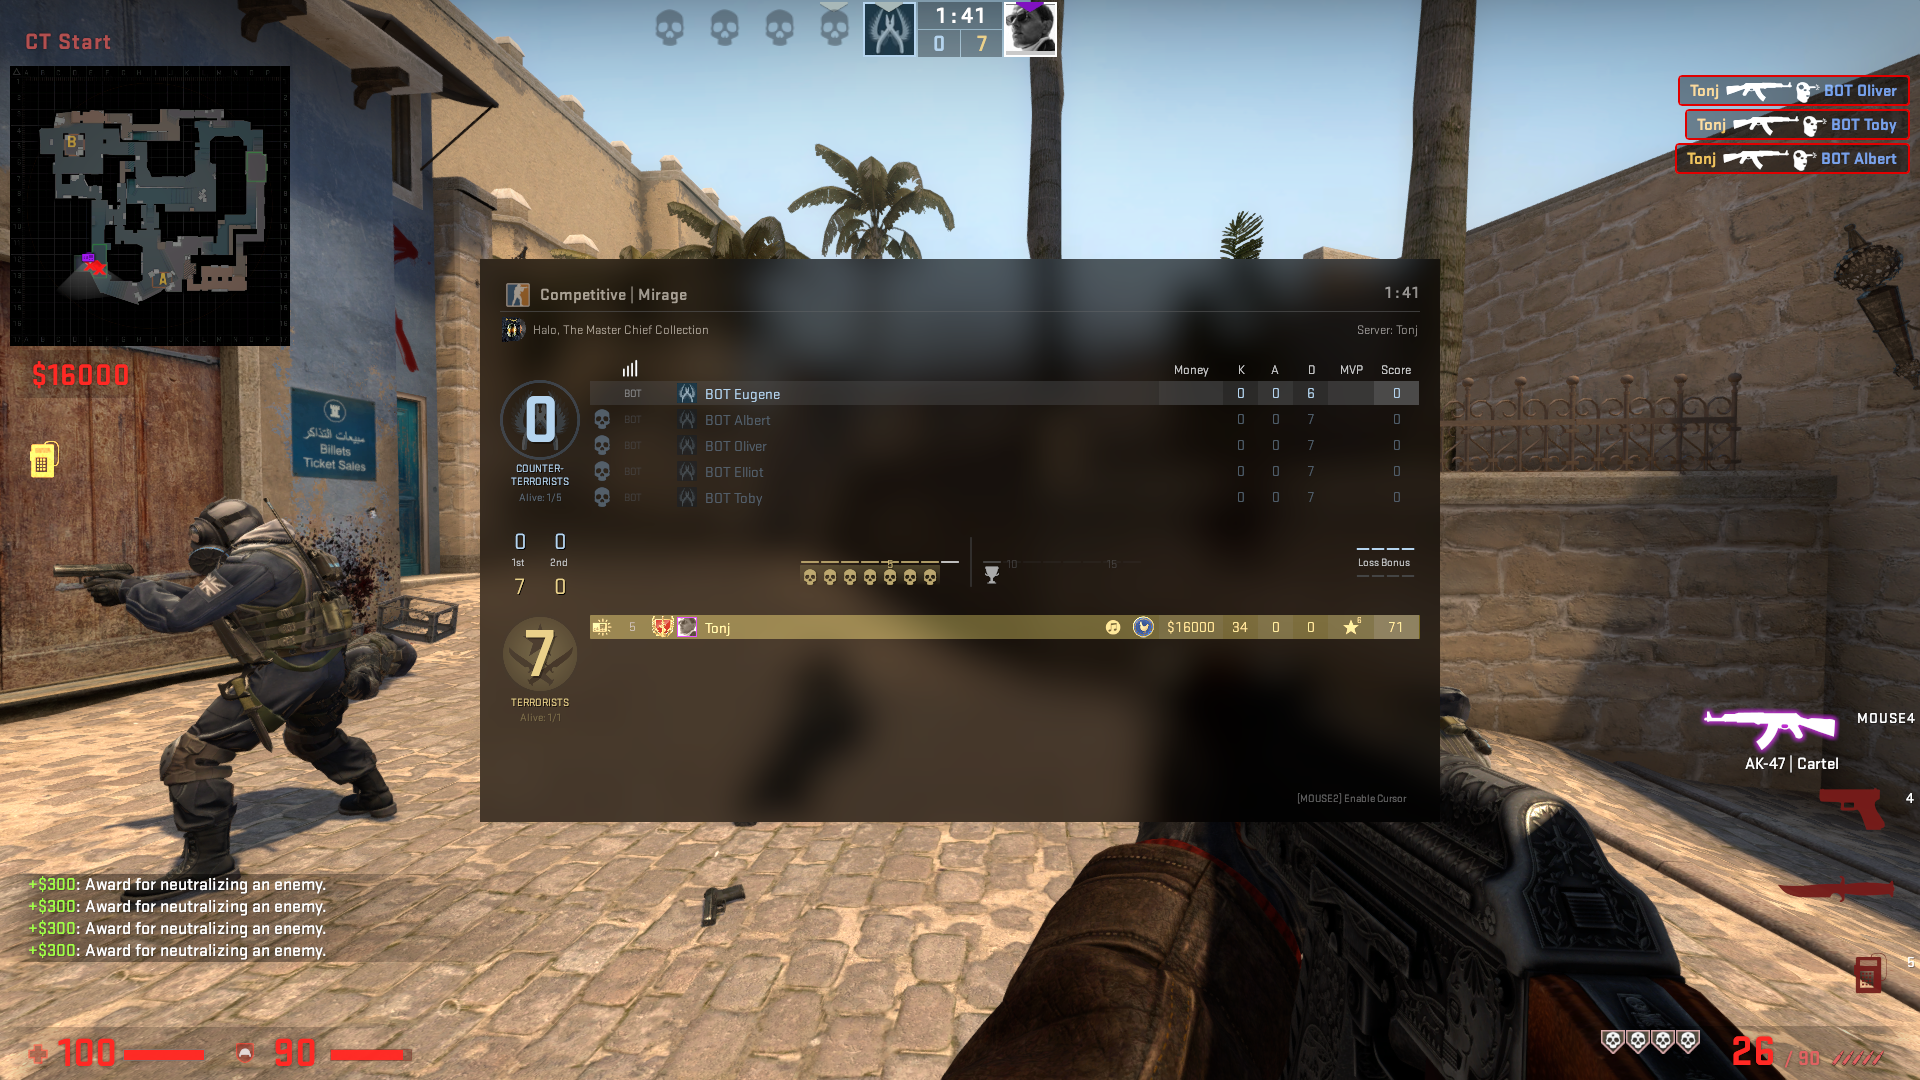 CT Start
1:41
0 7
Tonj BOT Oliver
Tonj BOT Toby
Tonj BOT Albert
B
A
$16000
مبيعات التذاكر
Billets
Ticket Sales
Competitive | Mirage 1:41
Halo, The Master Chief Collection Server: Tonj
Money K A D MVP Score
BOT BOT Eugene 0 0 6 0
BOT BOT Albert 0 0 7 0
BOT BOT Oliver 0 0 7 0
BOT BOT Elliot 0 0 7 0
BOT BOT Toby 0 0 7 0
0
COUNTER-
TERRORISTS
Alive: 1/5
0 0
1st 2nd
7 0
5 10 15
Loss Bonus
5 Tonj $16000 34 0 0 6 71
7
TERRORISTS
Alive: 1/1
[MOUSE2] Enable Cursor
MOUSE4
AK-47 | Cartel
4
5
+$300: Award for neutralizing an enemy.
+$300: Award for neutralizing an enemy.
+$300: Award for neutralizing an enemy.
+$300: Award for neutralizing an enemy.
100 90
26 / 90